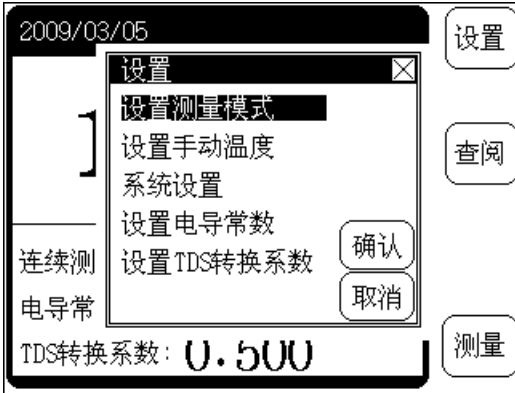 2009/03/05
设置
设置
设置测量模式
设置手动温度
系统设置
设置电导常数
设置TDS转换系数
确认
取消
查阅
连续测
电导常
TDS转换系数: 0.500
测量